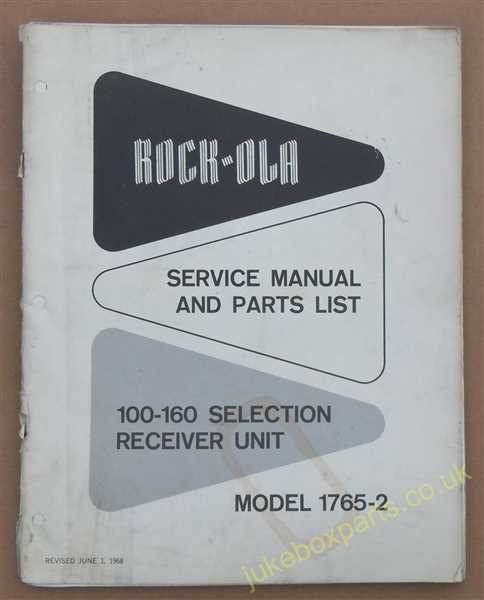 ROCK-OLA
SERVICE MANUAL
AND PARTS LIST
100-160 SELECTION
RECEIVER UNIT
MODEL 1765-2
REVISED JUNE 1, 1968
jukeboxparts.co.uk